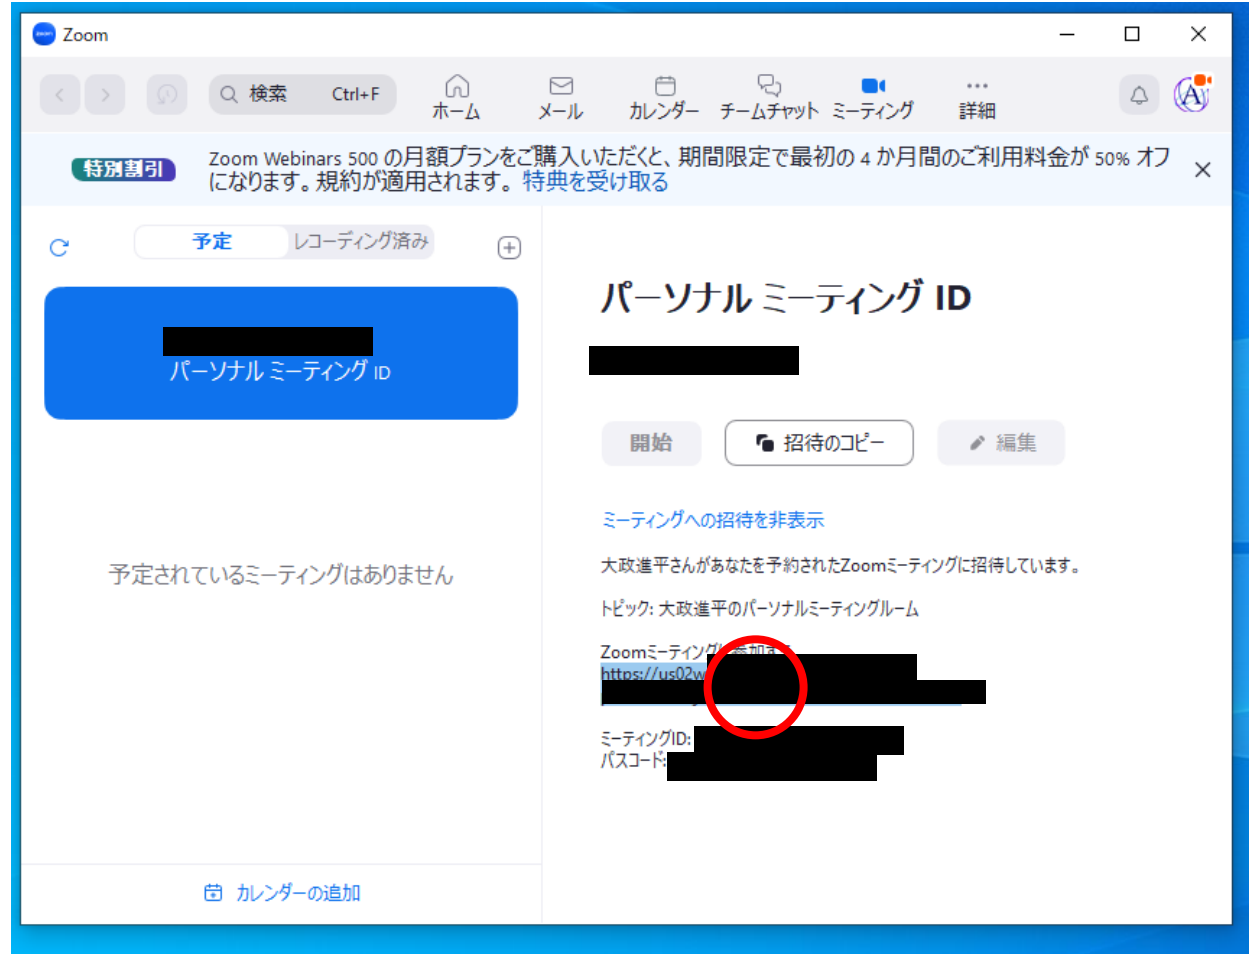 Zoom
検索 Ctrl+F
ホーム
メール
カレンダー
チームチャット
ミーティング
詳細
特別割引
Zoom Webinars 500 の月額プランをご購入いただくと、期間限定で最初の 4 か月間のご利用料金が 50% オフ
になります。規約が適用されます。 特典を受け取る
予定 レコーディング済み
パーソナル ミーティング ID
予定されているミーティングはありません
カレンダーの追加
パーソナル ミーティング ID
開始 招待のコピー 編集
ミーティングへの招待を非表示
大政進平さんがあなたを予約されたZoomミーティングに招待しています。
トピック: 大政進平のパーソナルミーティングルーム
Zoomミーティングに参加する
https://us02w
ミーティングID:
パスコード: